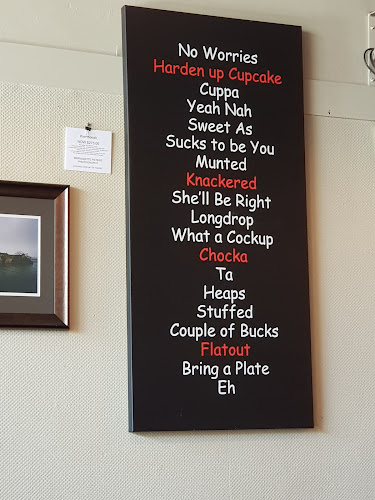 No Worries
Harden up Cupcake
Cuppa
Yeah Nah
Sweet As
Sucks to be You
Munted
Knackered
She'll Be Right
Longdrop
What a Cockup
Chocka
Ta
Heaps
Stuffed
Couple of Bucks
Flatout
Bring a Plate
Eh